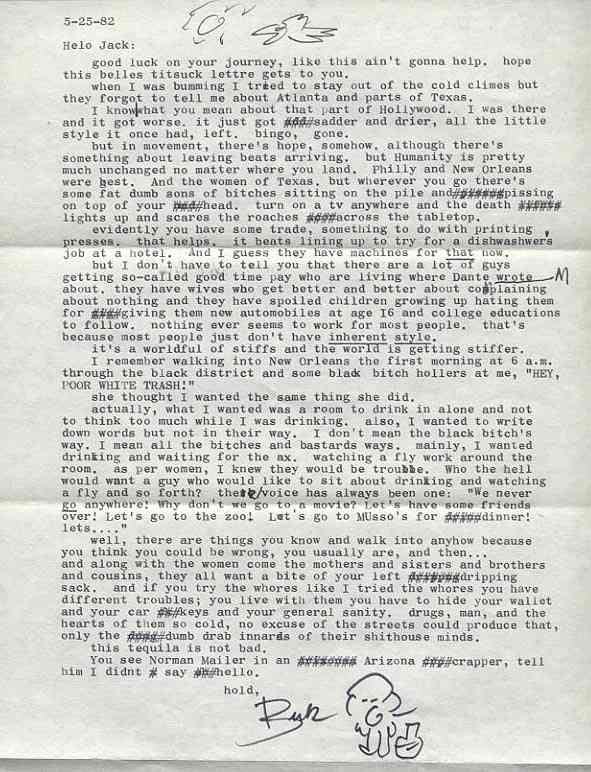 5-25-82
Helo Jack:
good luck on your journey, like this ain't gonna help. hope
this belles titsuck lettre gets to you.
when I was bumming I tried to stay out of the cold climes but
they forgot to tell me about Atlanta and parts of Texas.
I know what you mean about that part of Hollywood. I was there
and it got worse. it just got sadder and drier, all the little
style it once had, left. bingo, gone.
but in movement, there's hope, somehow, although there's
something about leaving beats arriving. but Humanity is pretty
much unchanged no matter where you land. Philly and New Orleans
were best. And the women of Texas, but wherever you go there's
some fat dumb sons of bitches sitting on the pile and pissing
on top of your head. turn on a tv anywhere and the death
lights up and scares the roaches across the tabletop.
evidently you have some trade, something to do with printing
presses. that helps. it beats lining up to try for a dishwashwers
job at a hotel. And I guess they have machines for that now.
but I don't have to tell you that there are a lot of guys
getting so-called good time pay who are living where Dante wrote
about. they have wives who get better and better about complaining
about nothing and they have spoiled children growing up hating them
for giving them new automobiles at age I6 and college educations
to follow. nothing ever seems to work for most people. that's
because most people just don't have inherent style.
it's a worldful of stiffs and the world is getting stiffer.
I remember walking into New Orleans the first morning at 6 a.m.
through the black district and some black bitch hollers at me, "HEY,
POOR WHITE TRASH!"
she thought I wanted the same thing she did.
actually, what I wanted was a room to drink in alone and not
to think too much while I was drinking. also, I wanted to write
down words but not in their way. I don't mean the black bitch's
way. I mean all the bitches and bastards ways. mainly, I wanted
drinking and waiting for the ax. watching a fly work around the
room. as per women, I knew they would be trouble. Who the hell
would want a guy who would like to sit about drinking and watching
a fly and so forth? voice has always been one: "We never
go anywhere! Why don't we go to a movie? Let's have some friends
over! Let's go to the zoo! Let's go to MUsso's for dinner!
lets...."
well, there are things you know and walk into anyhow because
you think you could be wrong, you usually are, and then...
and along with the women come the mothers and sisters and brothers
and cousins, they all want a bite of your left dripping
sack. and if you try the whores like I tried the whores you have
different troubles; you live with them you have to hide your wallet
and your car keys and your general sanity. drugs, man, and the
hearts of them so cold, no excuse of the streets could produce that,
only the dumb drab innards of their shithouse minds.
this tequila is not bad.
You see Norman Mailer in an Arizona crapper, tell
him I didnt say hello.
hold,
Buk